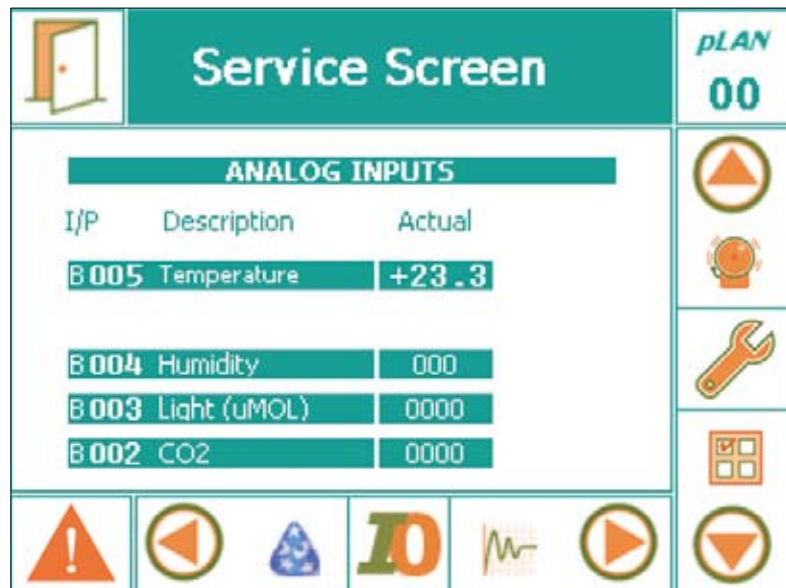 Service Screen
pLAN
00
ANALOG INPUTS
I/P Description Actual
B005 Temperature +23.3
B004 Humidity 000
B003 Light (uMOL) 0000
B002 CO2 0000
IO